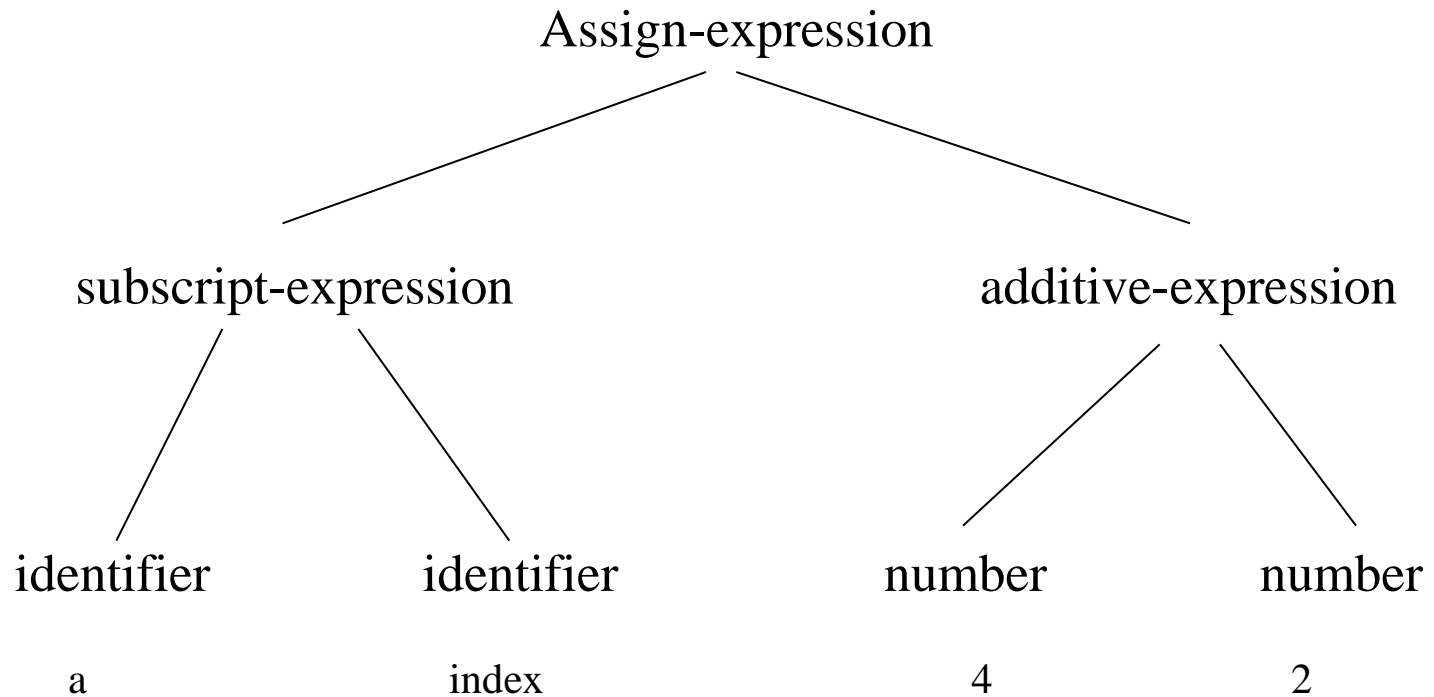 Assign-expression
subscript-expression additive-expression
identifier identifier number number
a index 4 2